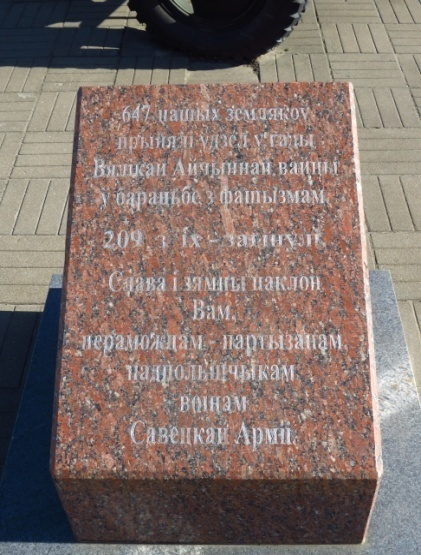 647 нашых землякоў
прынялі ўдзел у гады
Вялікай Айчыннай вайны
у барацьбе з фашызмам
209 з іх - загінулі.
Слава і зямны паклон
Вам,
пераможцам - партызанам,
падпольшчыкам
воінам
Савецкай Арміі.